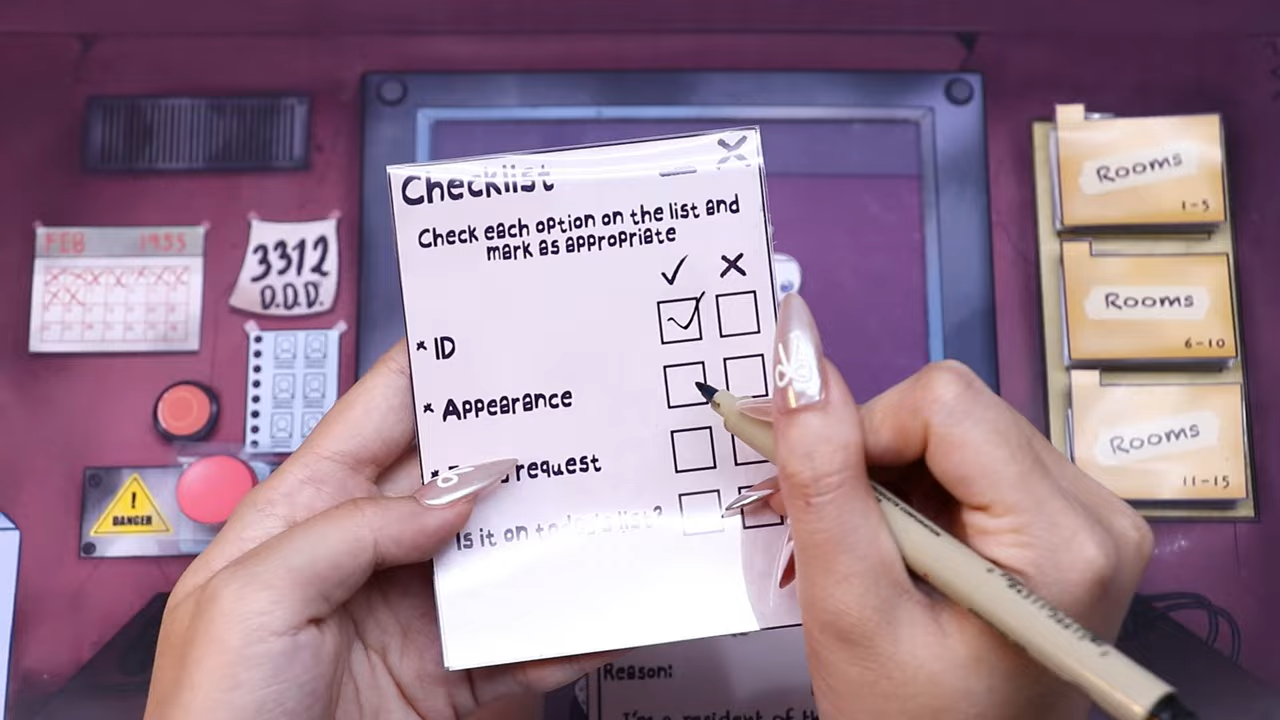 FEB 1955
3312
D.D.D.
DANGER
Checklist
Check each option on the list and
mark as appropriate
* ID
* Appearance
* request
Is it on list?
Reason:
I'm a resident of
Rooms
1-5
Rooms
6-10
Rooms
11-15